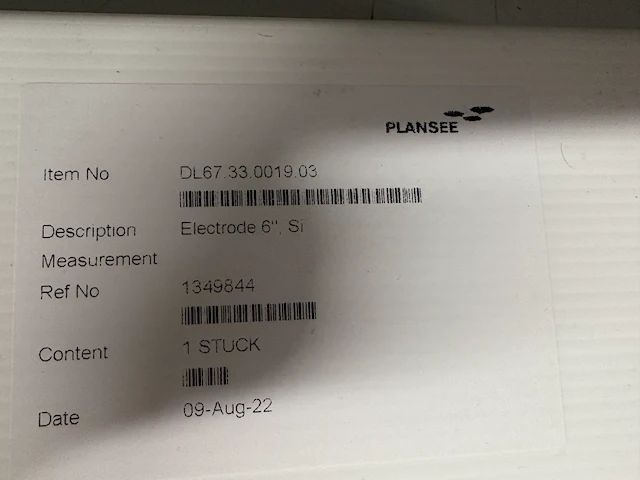 PLANSEE
Item No DL67.33.0019.03
Description Electrode 6", Si
Measurement
Ref No 1349844
Content 1 STUCK
Date 09-Aug-22